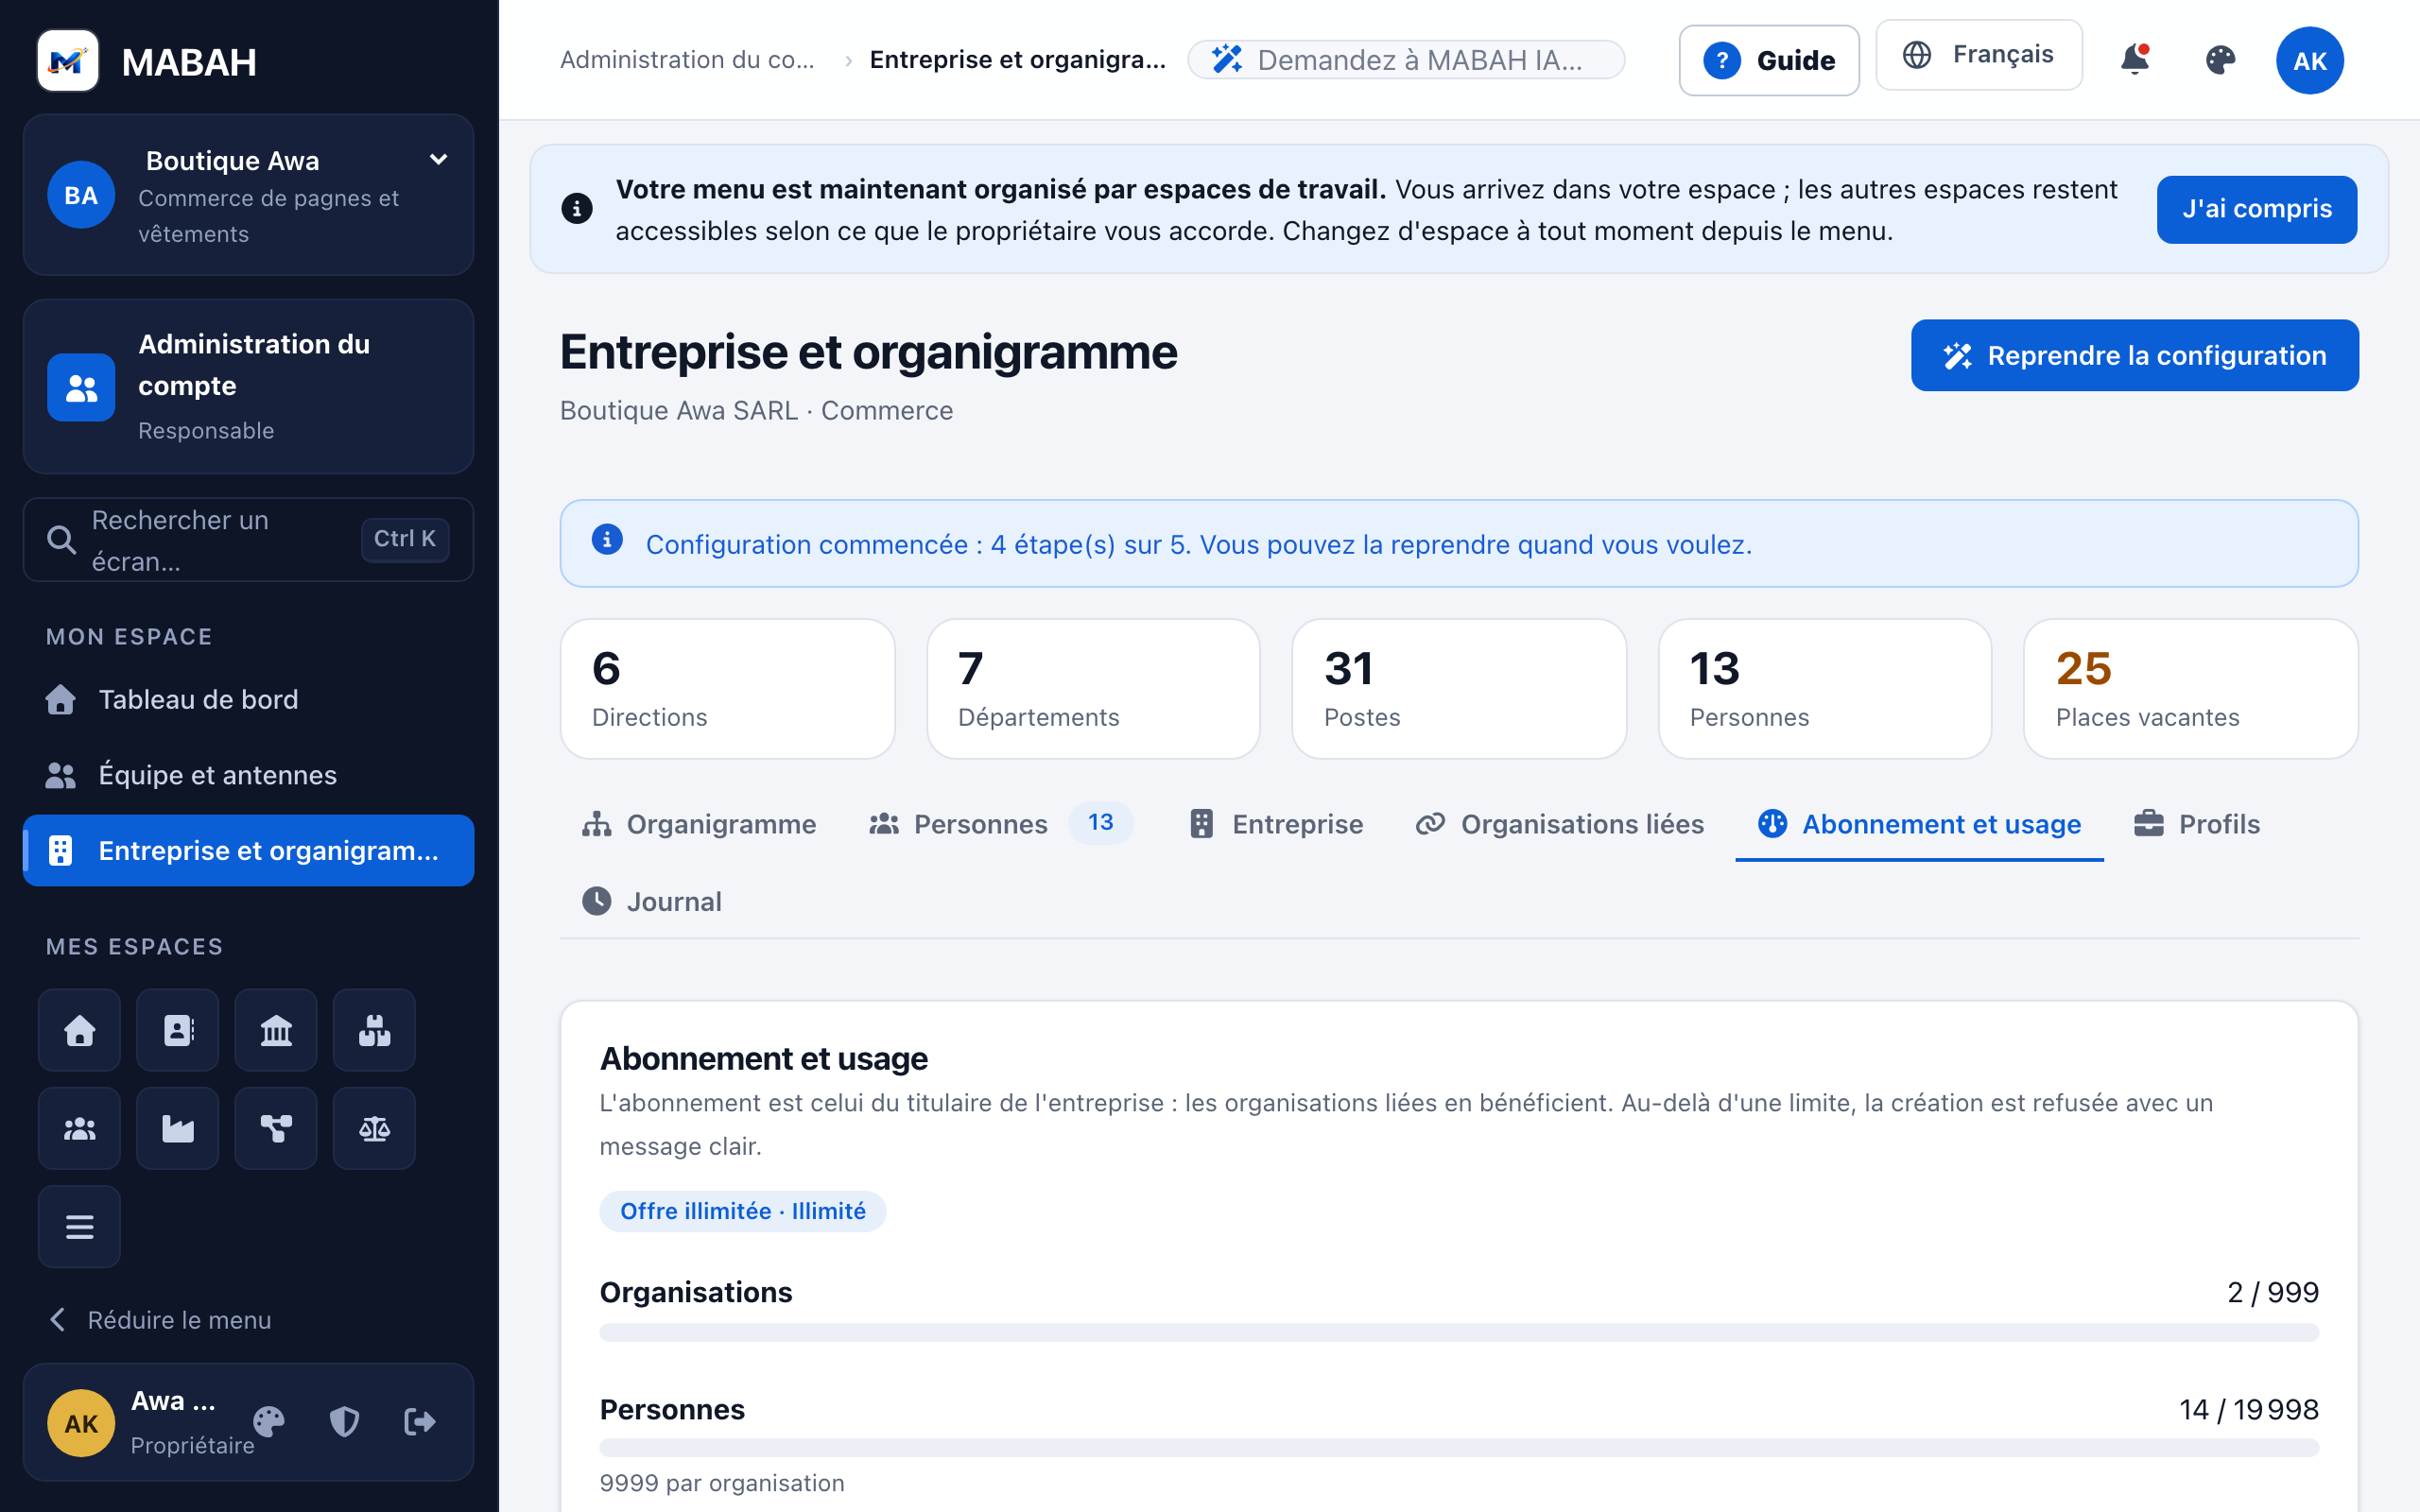 MABAH
BA
Boutique Awa
Commerce de pagnes et
vêtements
Administration du
compte
Responsable
Rechercher un
écran...
Ctrl K
MON ESPACE
Tableau de bord
Équipe et antennes
Entreprise et organigram...
MES ESPACES
Réduire le menu
AK
Awa ...
Propriétaire
Administration du co... › Entreprise et organigra...
Demandez à MABAH IA...
? Guide
Français
AK
Votre menu est maintenant organisé par espaces de travail. Vous arrivez dans votre espace ; les autres espaces restent
accessibles selon ce que le propriétaire vous accorde. Changez d'espace à tout moment depuis le menu.
J'ai compris
Entreprise et organigramme
Boutique Awa SARL · Commerce
Reprendre la configuration
Configuration commencée : 4 étape(s) sur 5. Vous pouvez la reprendre quand vous voulez.
6
Directions
7
Départements
31
Postes
13
Personnes
25
Places vacantes
Organigramme
Personnes 13
Entreprise
Organisations liées
Abonnement et usage
Profils
Journal
Abonnement et usage
L'abonnement est celui du titulaire de l'entreprise : les organisations liées en bénéficient. Au-delà d'une limite, la création est refusée avec un
message clair.
Offre illimitée · Illimité
Organisations 2 / 999
Personnes 14 / 19 998
9999 par organisation